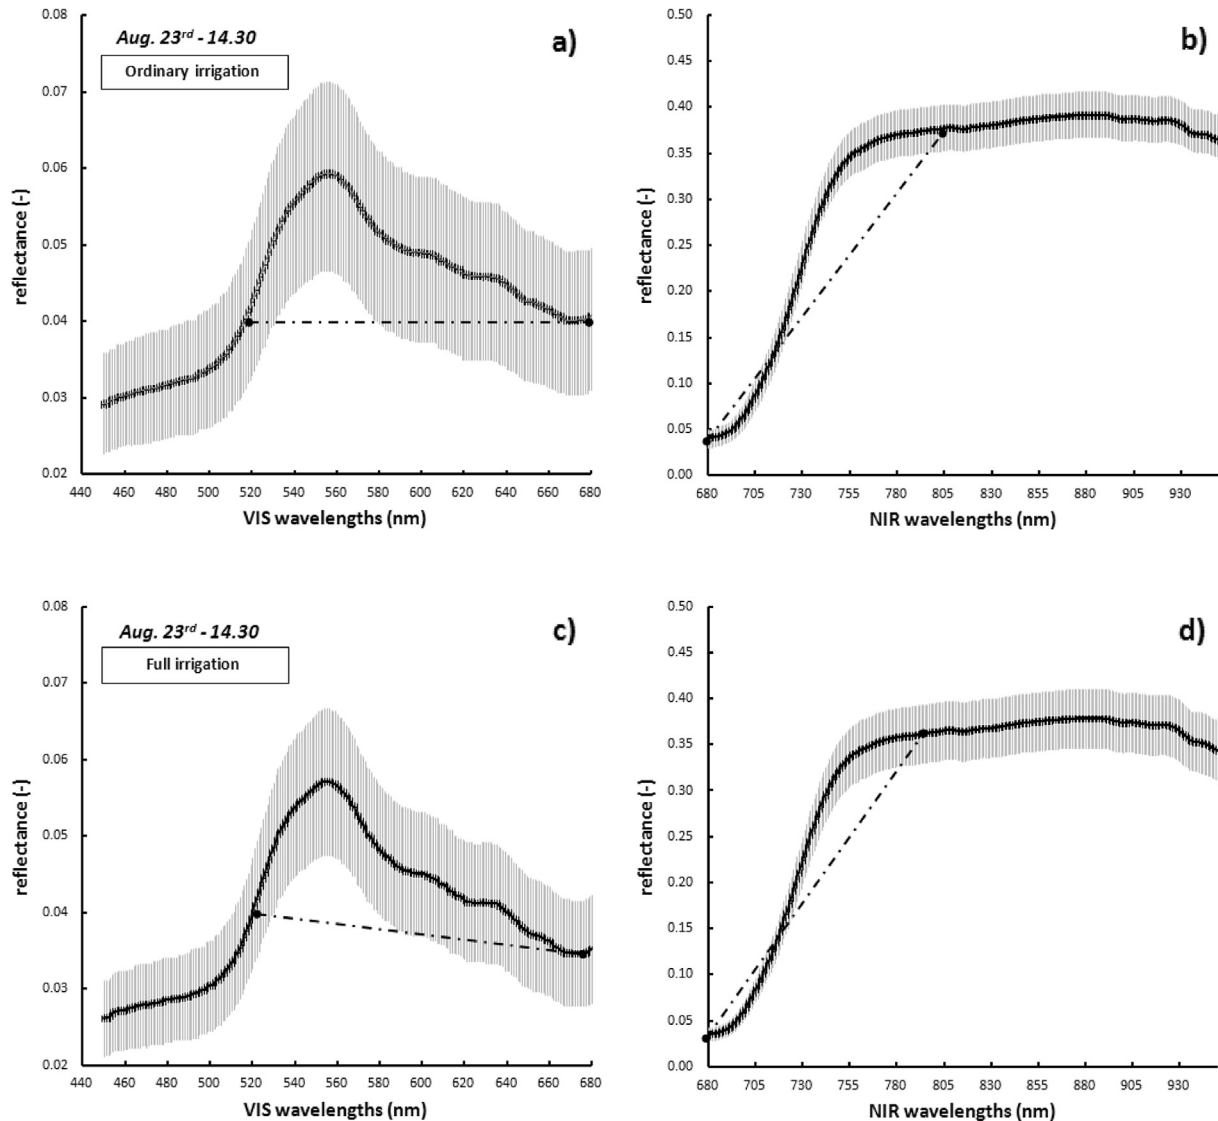 Aug. 23rd - 14.30
Ordinary irrigation
a)
0.08
0.07
0.06
0.05
0.04
0.03
0.02
reflectance (-)
440 460 480 500 520 540 560 580 600 620 640 660 680
VIS wavelengths (nm)
b)
0.50
0.45
0.40
0.35
0.30
0.25
0.20
0.15
0.10
0.05
0.00
reflectance (-)
680 705 730 755 780 805 830 855 880 905 930
NIR wavelengths (nm)
Aug. 23rd - 14.30
Full irrigation
c)
0.08
0.07
0.06
0.05
0.04
0.03
0.02
reflectance (-)
440 460 480 500 520 540 560 580 600 620 640 660 680
VIS wavelengths (nm)
d)
0.50
0.45
0.40
0.35
0.30
0.25
0.20
0.15
0.10
0.05
0.00
reflectance (-)
680 705 730 755 780 805 830 855 880 905 930
NIR wavelengths (nm)